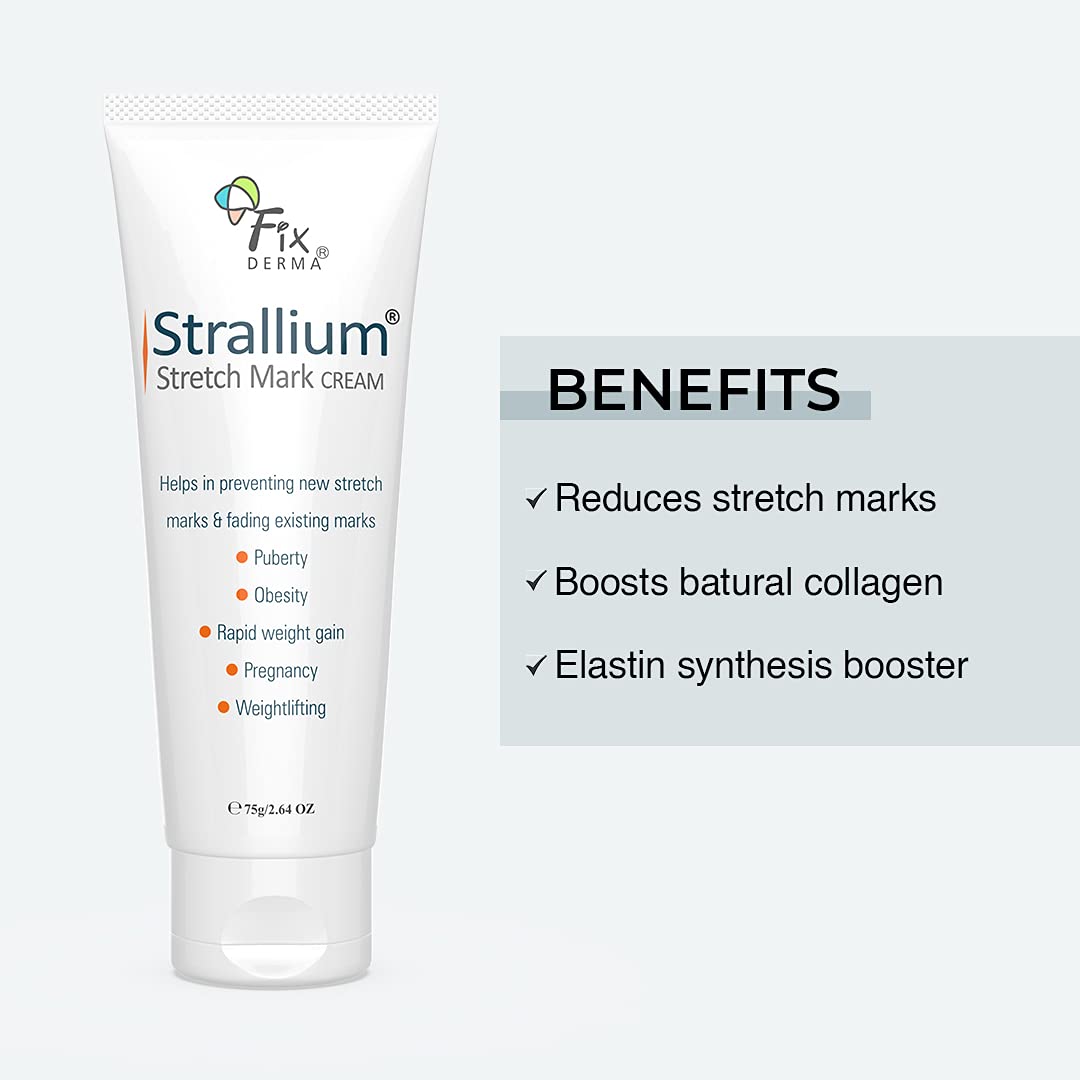 Fix
DERMA®
Strallium®
Stretch Mark CREAM
Helps in preventing new stretch
marks & fading existing marks
Puberty
Obesity
Rapid weight gain
Pregnancy
Weightlifting
℮ 75g/2.64 OZ
BENEFITS
✓ Reduces stretch marks
✓ Boosts batural collagen
✓ Elastin synthesis booster